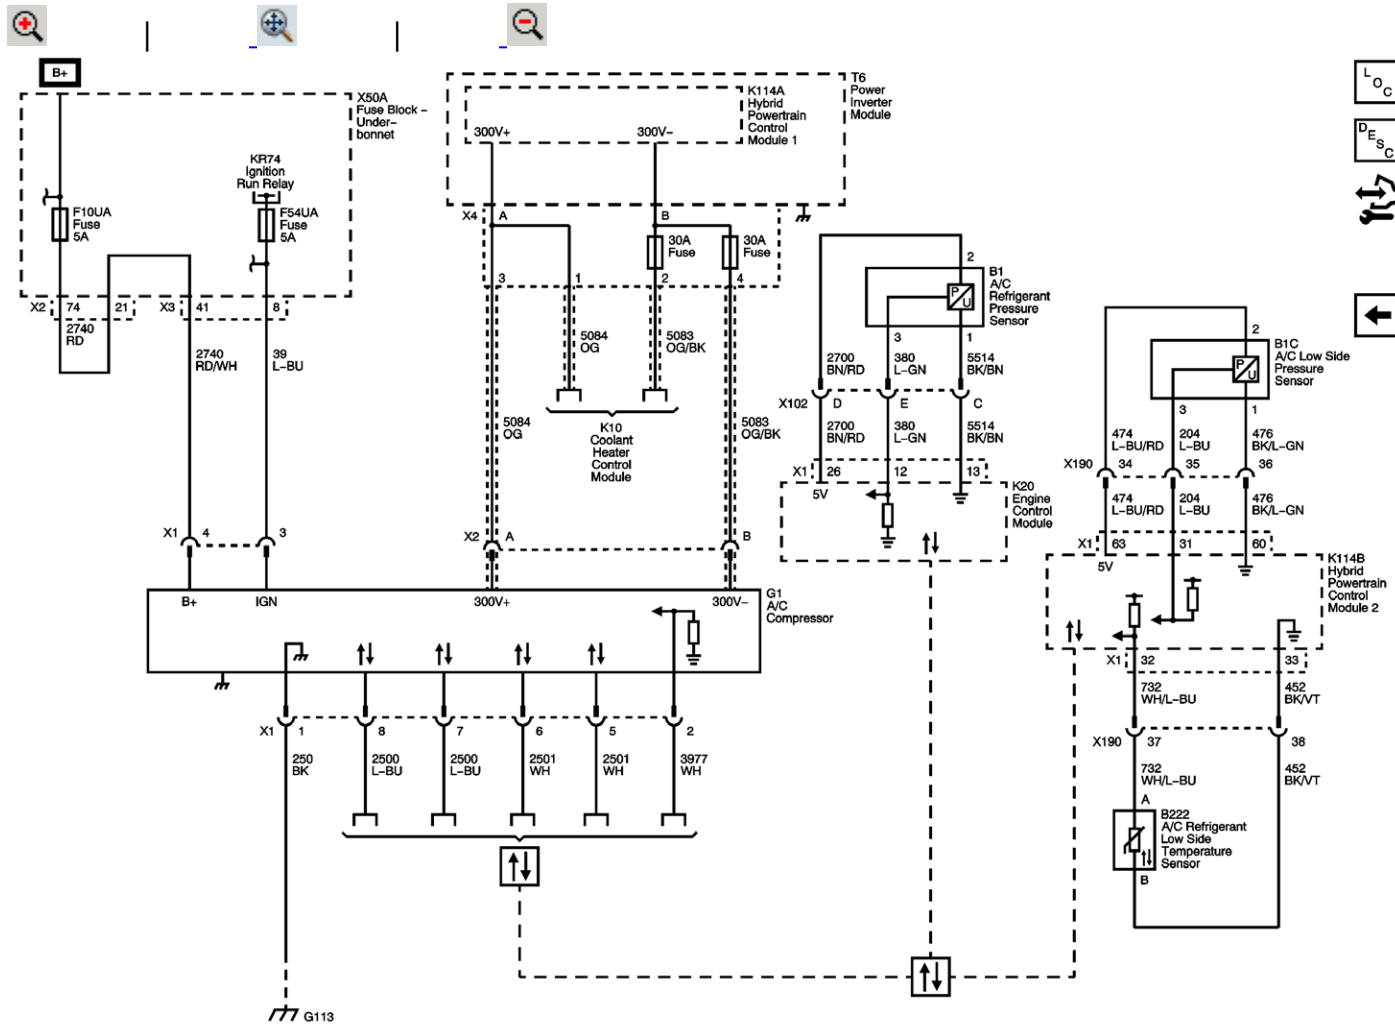 B+
X50A
Fuse Block –
Under–
bonnet
KR74
Ignition
Run Relay
F10UA
Fuse
5A
F54UA
Fuse
5A
X2
74
21
X3
41
8
2740
RD
2740
RD/WH
39
L–BU
T6
Power
Inverter
Module
K114A
Hybrid
Powertrain
Control
Module 1
300V+
300V–
X4
A
B
30A
Fuse
30A
Fuse
3
1
2
4
5084
OG
5083
OG/BK
K10
Coolant
Heater
Control
Module
5084
OG
5083
OG/BK
X1
4
3
X2
A
B
B+
IGN
300V+
300V–
G1
A/C
Compressor
X1
1
8
7
6
5
2
250
BK
2500
L–BU
2500
L–BU
2501
WH
2501
WH
3977
WH
G113
2
P
U
B1
A/C
Refrigerant
Pressure
Sensor
3
1
2700
BN/RD
380
L–GN
5514
BK/BN
X102
D
E
C
2700
BN/RD
380
L–GN
5514
BK/BN
X1
26
12
13
5V
K20
Engine
Control
Module
2
P
U
B1C
A/C Low Side
Pressure
Sensor
3
1
474
L–BU/RD
204
L–BU
476
BK/L–GN
X190
34
35
36
474
L–BU/RD
204
L–BU
476
BK/L–GN
X1
63
31
60
5V
K114B
Hybrid
Powertrain
Control
Module 2
X1
32
33
732
WH/L–BU
452
BK/VT
X190
37
38
732
WH/L–BU
452
BK/VT
A
B222
A/C Refrigerant
Low Side
Temperature
Sensor
B
LOC
DESC